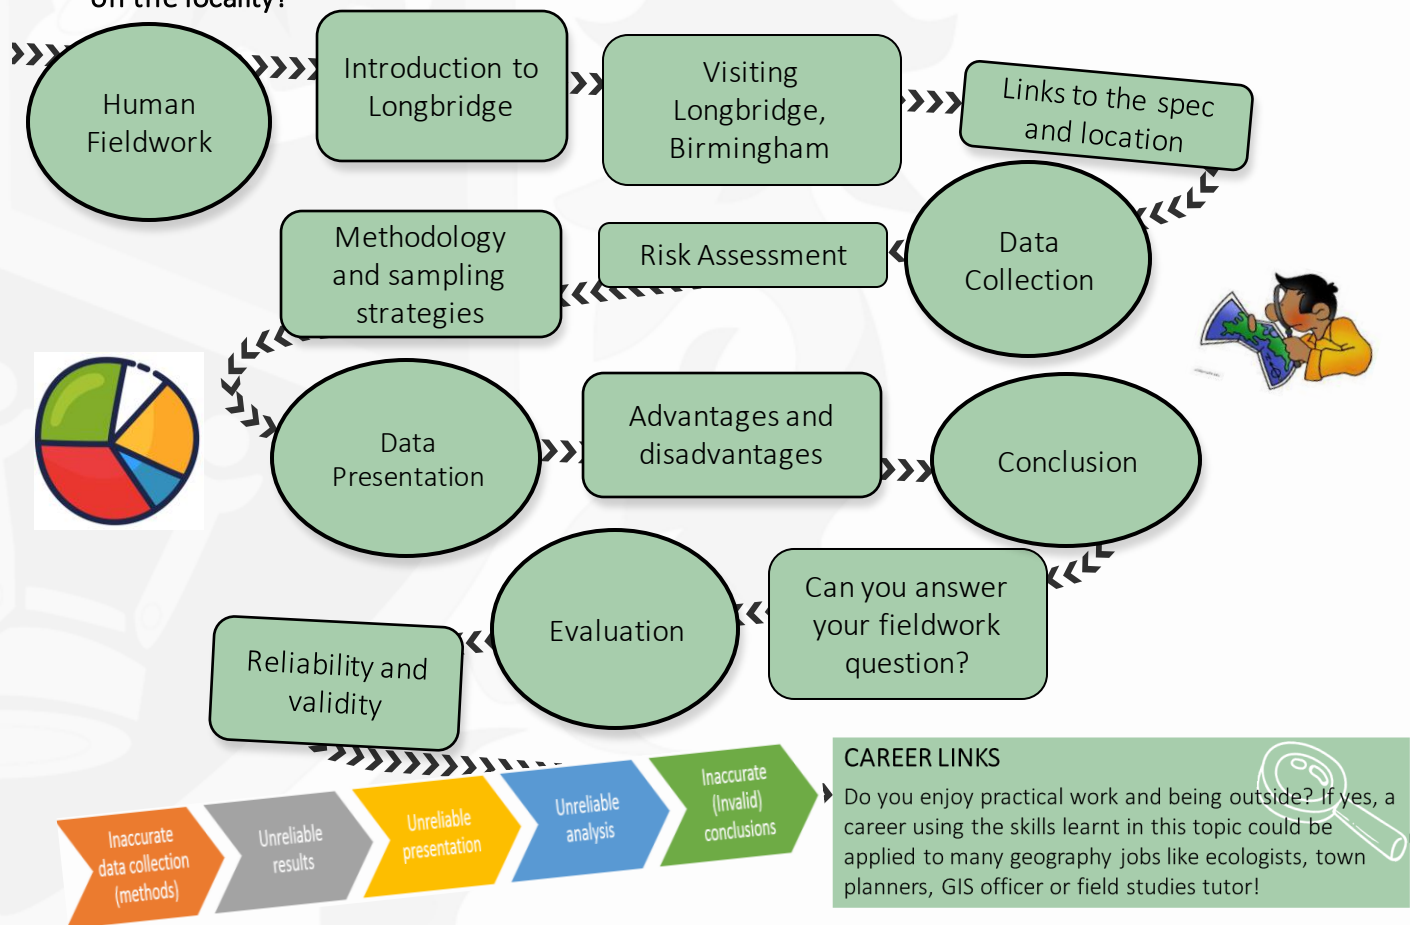 on the locality?
Human
Fieldwork
Introduction to
Longbridge
Visiting
Longbridge,
Birmingham
Links to the spec
and location
Data
Collection
Risk Assessment
Methodology
and sampling
strategies
Data
Presentation
Advantages and
disadvantages
Conclusion
Can you answer
your fieldwork
question?
Evaluation
Reliability and
validity
Inaccurate
data collection
(methods)
Unreliable
results
Unreliable
presentation
Unreliable
analysis
Inaccurate
(Invalid)
conclusions
CAREER LINKS
Do you enjoy practical work and being outside? If yes, a
career using the skills learnt in this topic could be
applied to many geography jobs like ecologists, town
planners, GIS officer or field studies tutor!